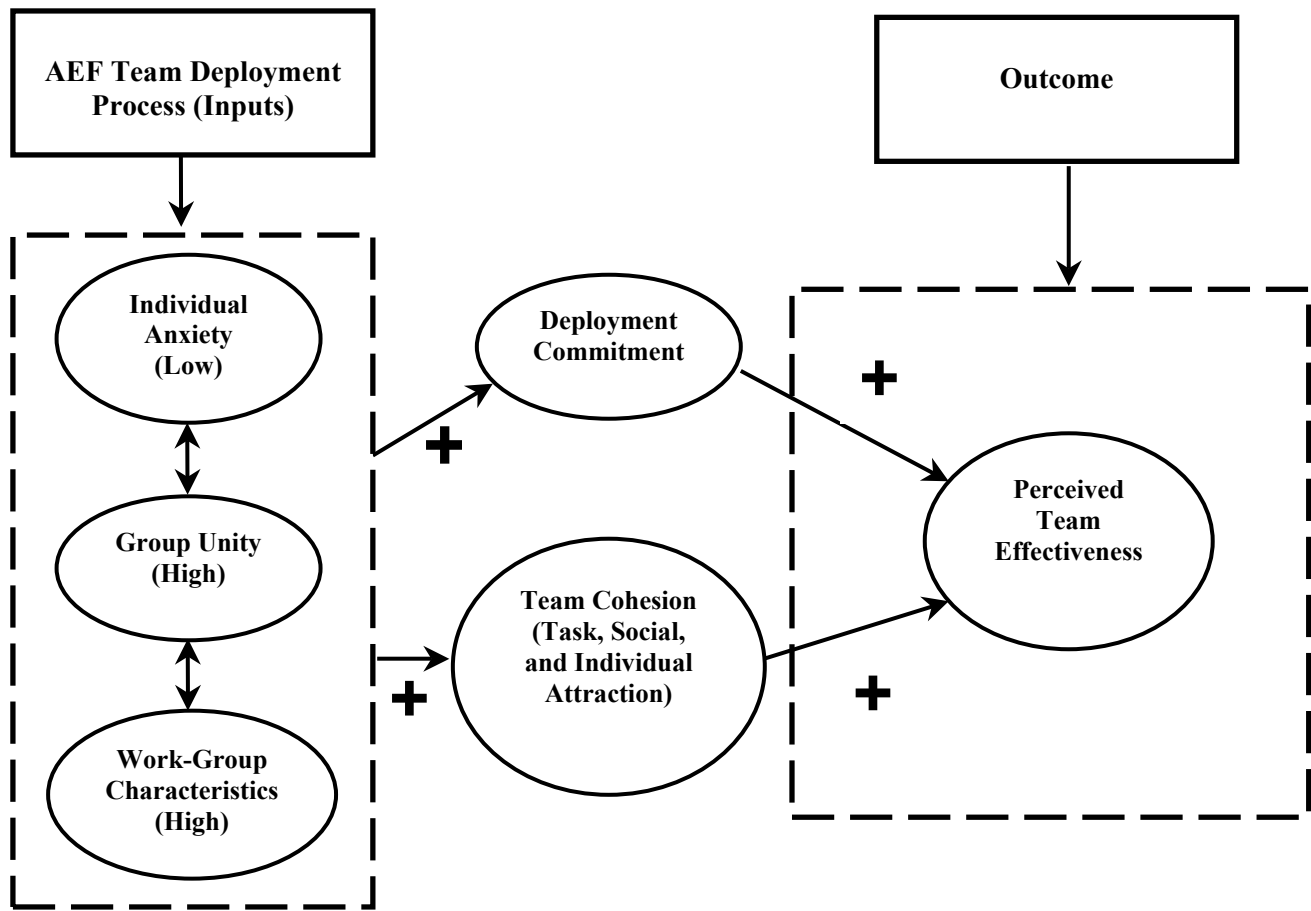 AEF Team Deployment
Process (Inputs)
Outcome
Individual
Anxiety
(Low)
Group Unity
(High)
Work-Group
Characteristics
(High)
Deployment
Commitment
+
Team Cohesion
(Task, Social,
and Individual
Attraction)
+
+
+
Perceived
Team
Effectiveness